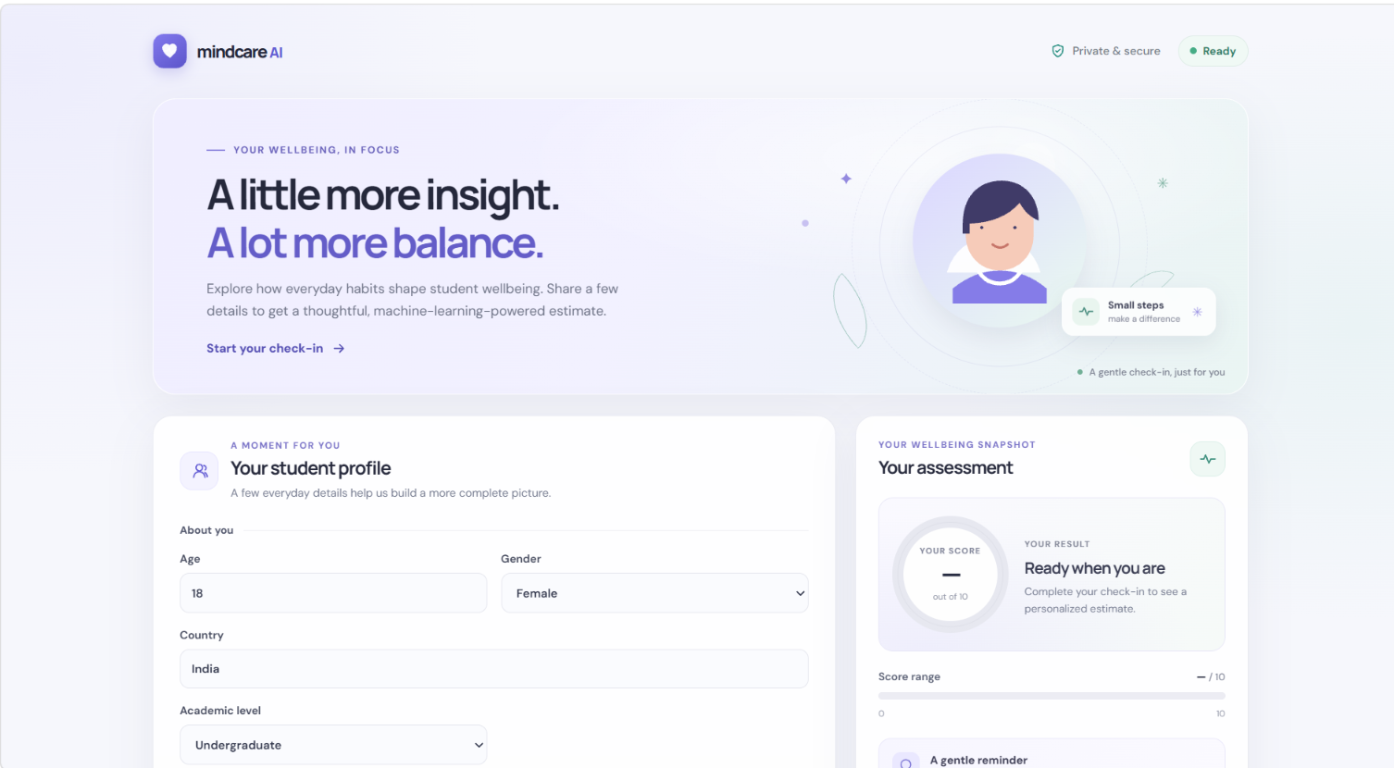 mindcare AI
Private & secure
Ready
YOUR WELLBEING, IN FOCUS
A little more insight.
A lot more balance.
Explore how everyday habits shape student wellbeing. Share a few
details to get a thoughtful, machine-learning-powered estimate.
Start your check-in
Small steps
make a difference
A gentle check-in, just for you
A MOMENT FOR YOU
Your student profile
A few everyday details help us build a more complete picture.
About you
Age
18
Gender
Female
Country
India
Academic level
Undergraduate
YOUR WELLBEING SNAPSHOT
Your assessment
YOUR SCORE
—
out of 10
YOUR RESULT
Ready when you are
Complete your check-in to see a
personalized estimate.
Score range
— / 10
0
10
A gentle reminder